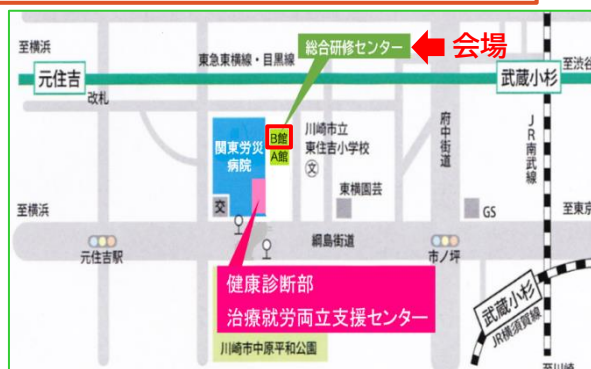 至横浜
東急東横線・目黒線
総合研修センター
会場
至渋谷
元住吉
改札
武蔵小杉
関東労災
病院
B館
A館
川崎市立
東住吉小学校
文
府中街道
JR南武線
至横浜
交
東横園芸
GS
至東京
元住吉駅
綱島街道
市ノ坪
健康診断部
治療就労両立支援センター
武蔵小杉
JR横須賀線
川崎市中原平和公園
至川崎